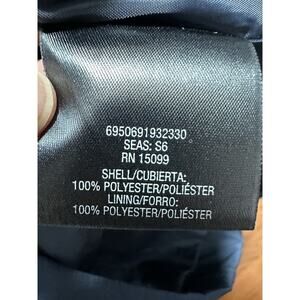 6950691932330
SEAS: S6
RN 15099
SHELL/CUBIERTA:
100% POLYESTER/POLIÉSTER
LINING/FORRO:
100% POLYESTER/POLIÉSTER